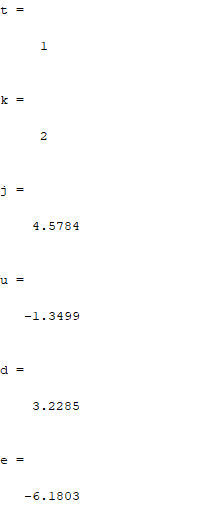 t =
1
k =
2
j =
4.5784
u =
-1.3499
d =
3.2285
e =
-6.1803